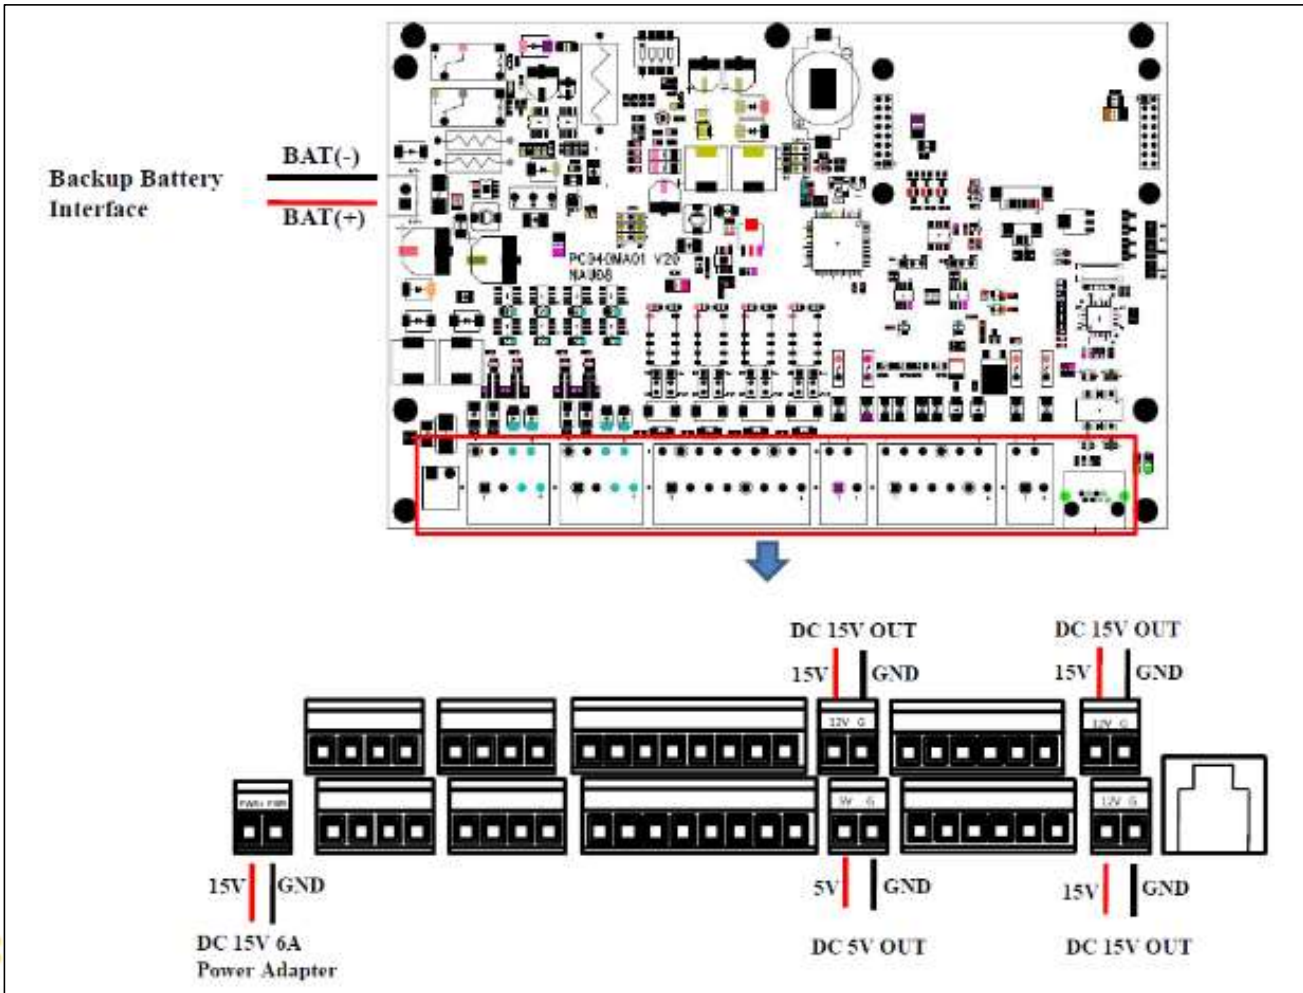 BAT(-)
Backup Battery
Interface
BAT(+)
PC940MA01 V20
NAU08
DC 15V OUT
DC 15V OUT
15V
GND
15V
GND
12V G
12V G
PWR+ PWR
5V G
12V G
15V
GND
5V
GND
15V
GND
DC 15V 6A
Power Adapter
DC 5V OUT
DC 15V OUT